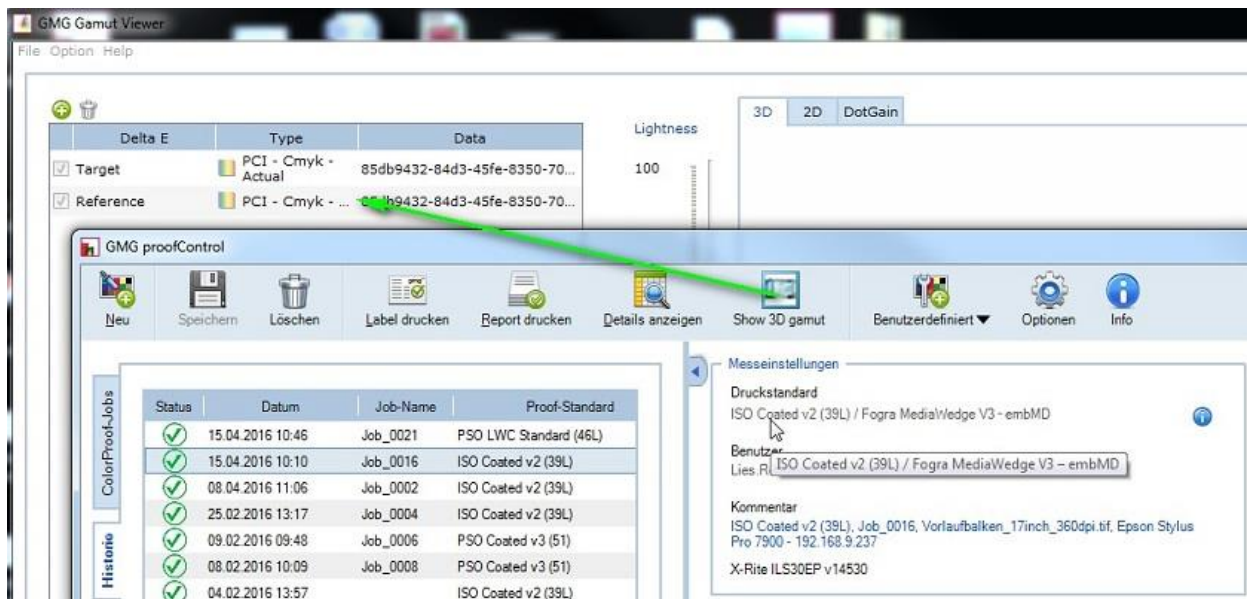 GMG Gamut Viewer
File Option Help
Delta E Type Data
Target PCI - Cmyk - Actual 85db9432-84d3-45fe-8350-70...
Reference PCI - Cmyk - ... 85db9432-84d3-45fe-8350-70...
Lightness
100
3D 2D DotGain
GMG proofControl
Neu Speichern Löschen Label drucken Report drucken Details anzeigen Show 3D gamut Benutzerdefiniert Optionen Info
ColorProof-Jobs
Historie
Status Datum Job-Name Proof-Standard
15.04.2016 10:46 Job_0021 PSO LWC Standard (46L)
15.04.2016 10:10 Job_0016 ISO Coated v2 (39L)
08.04.2016 11:06 Job_0002 ISO Coated v2 (39L)
25.02.2016 13:17 Job_0004 ISO Coated v2 (39L)
09.02.2016 09:48 Job_0006 PSO Coated v3 (51)
08.02.2016 10:09 Job_0008 PSO Coated v3 (51)
04.02.2016 13:57 ISO Coated v2 (39L)
Messeinstellungen
Druckstandard
ISO Coated v2 (39L) / Fogra MediaWedge V3 - embMD
Benutzer
ISO Coated v2 (39L) / Fogra MediaWedge V3 – embMD
Kommentar
ISO Coated v2 (39L), Job_0016, Vorlaufbalken_17inch_360dpi.tif, Epson Stylus
Pro 7900 - 192.168.9.237
X-Rite ILS30EP v14530